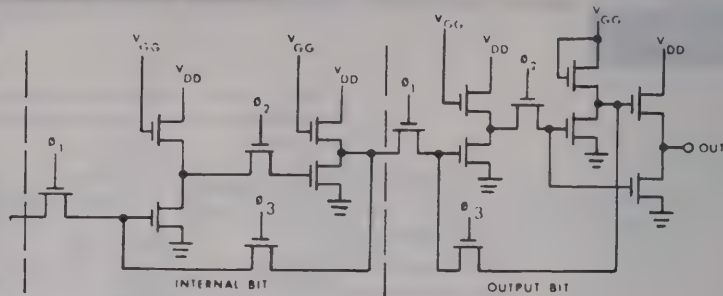 VGG
VDD
ø1
ø2
VGG
VDD
ø3
INTERNAL BIT
ø1
VGG
VDD
ø2
VGG
VDD
OUT
ø3
OUTPUT BIT